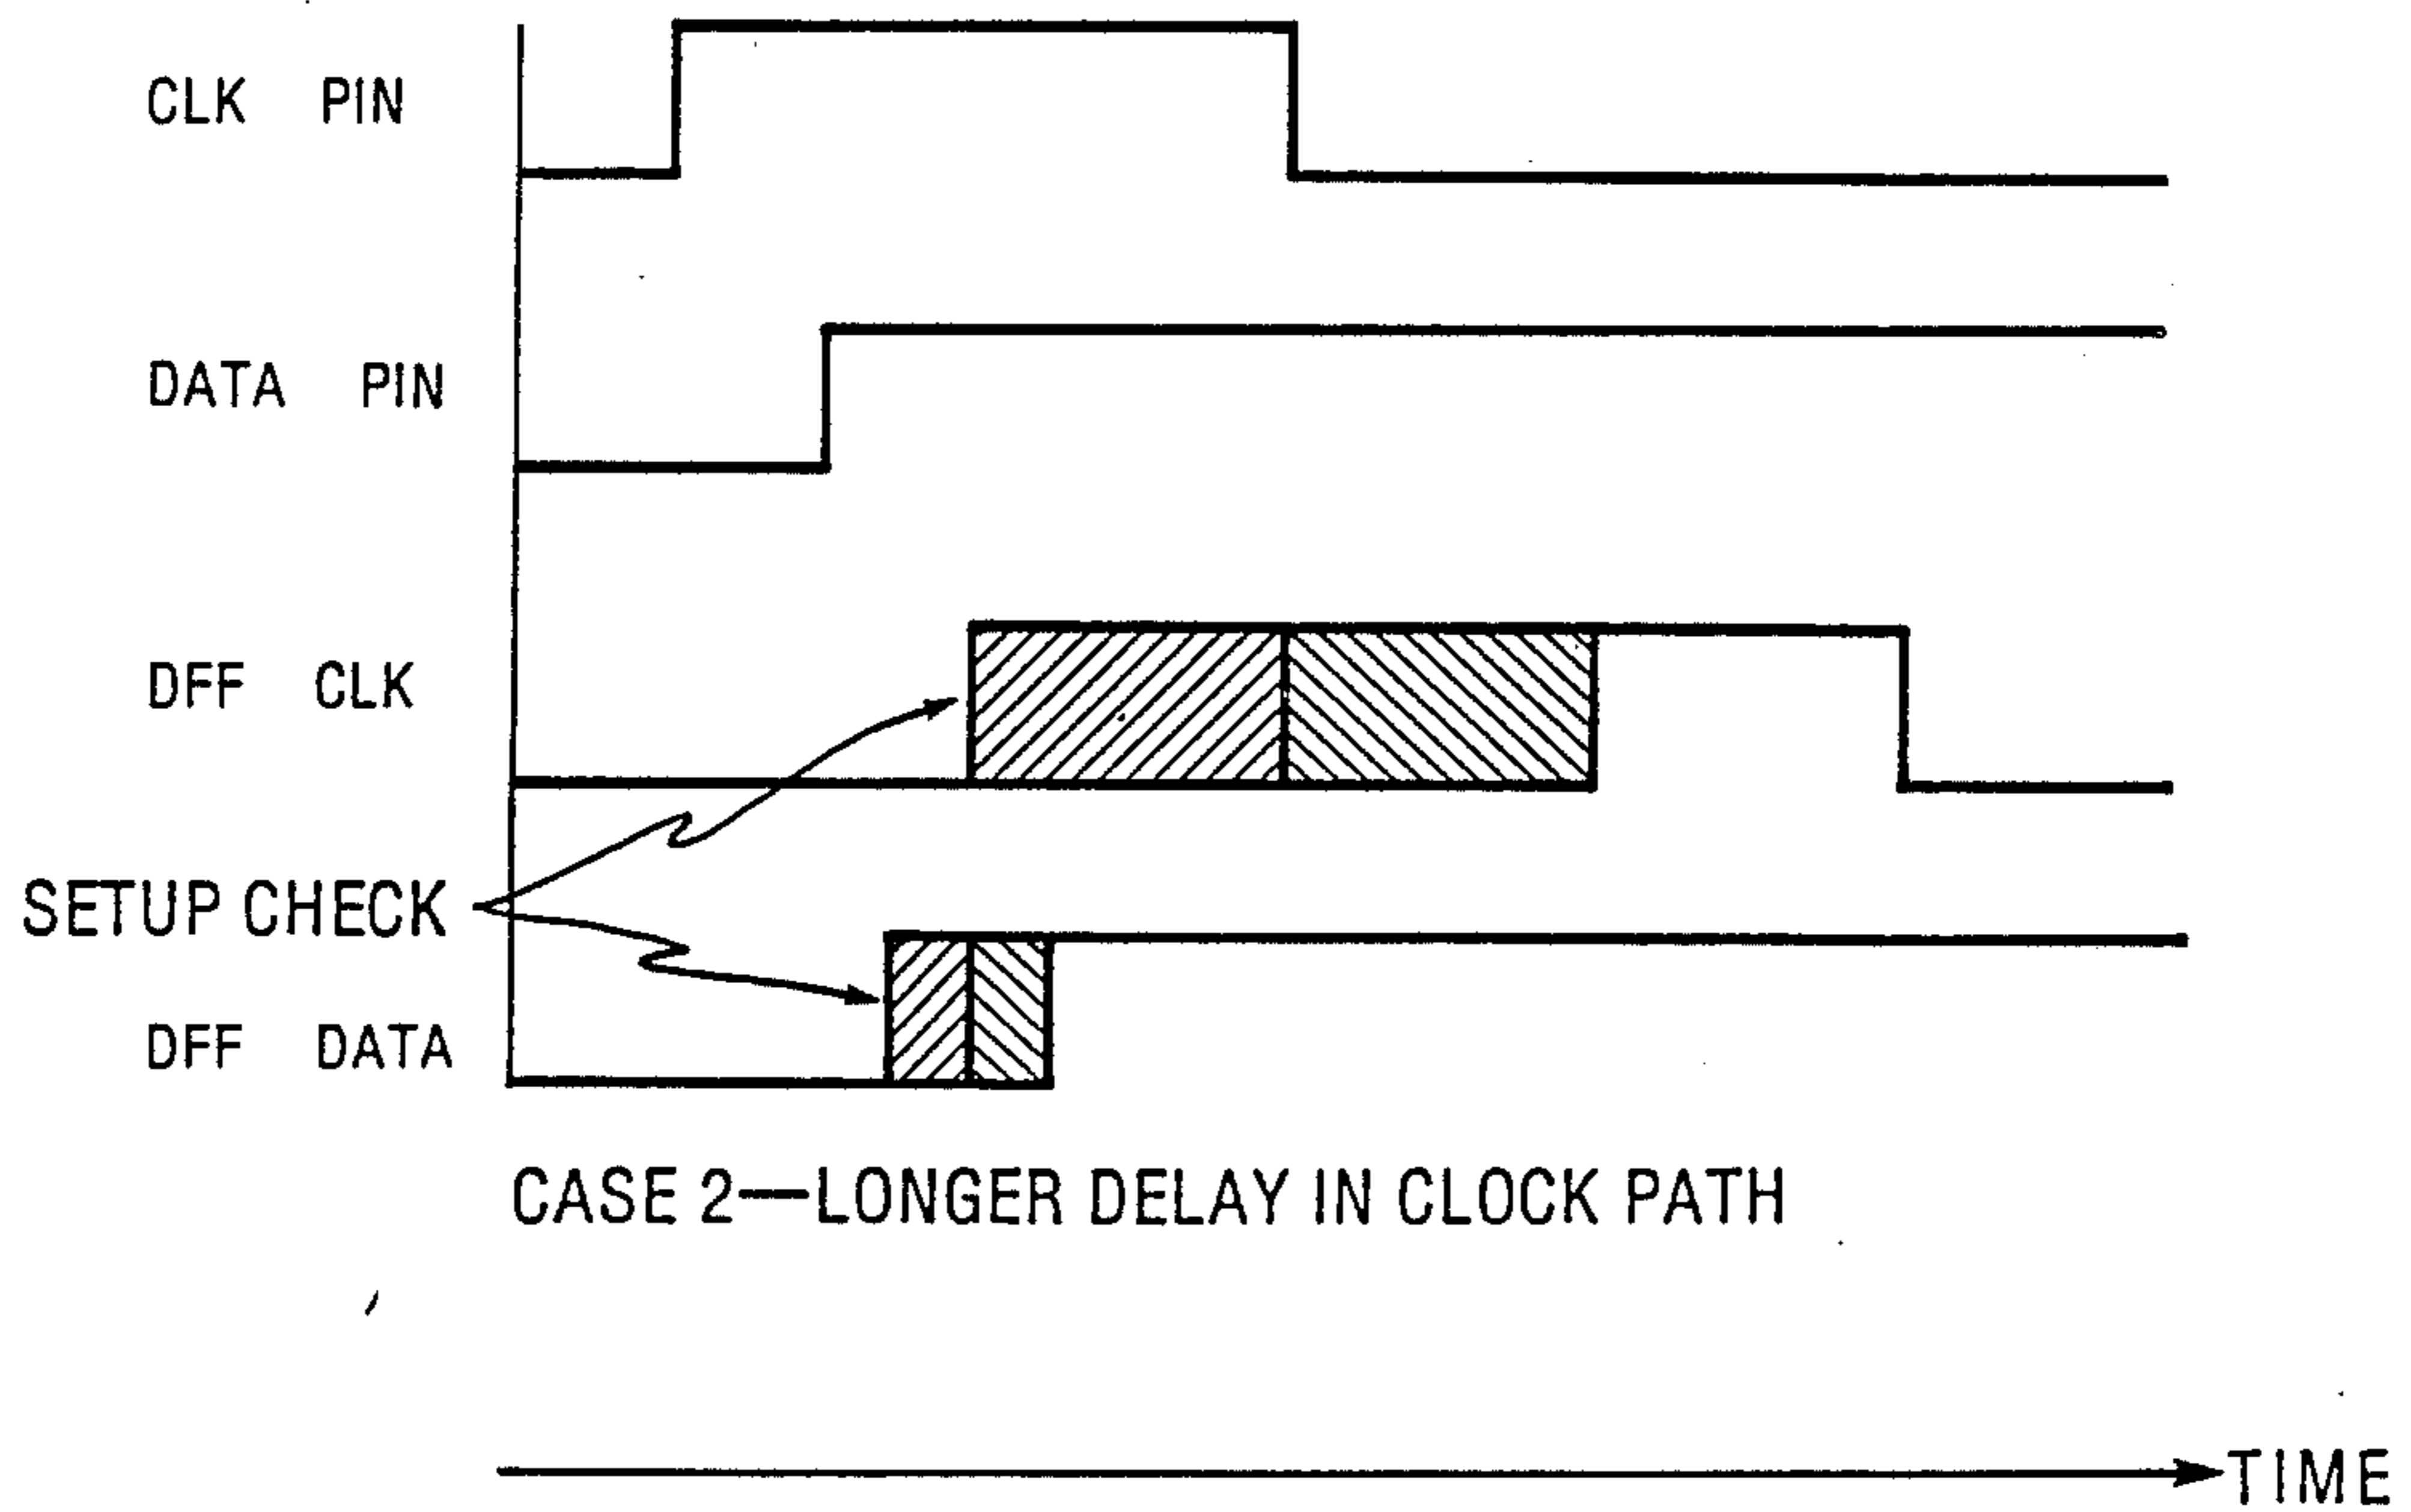 CLK PIN
DATA PIN
DFF CLK
SETUP CHECK
DFF DATA
CASE 2—LONGER DELAY IN CLOCK PATH
TIME